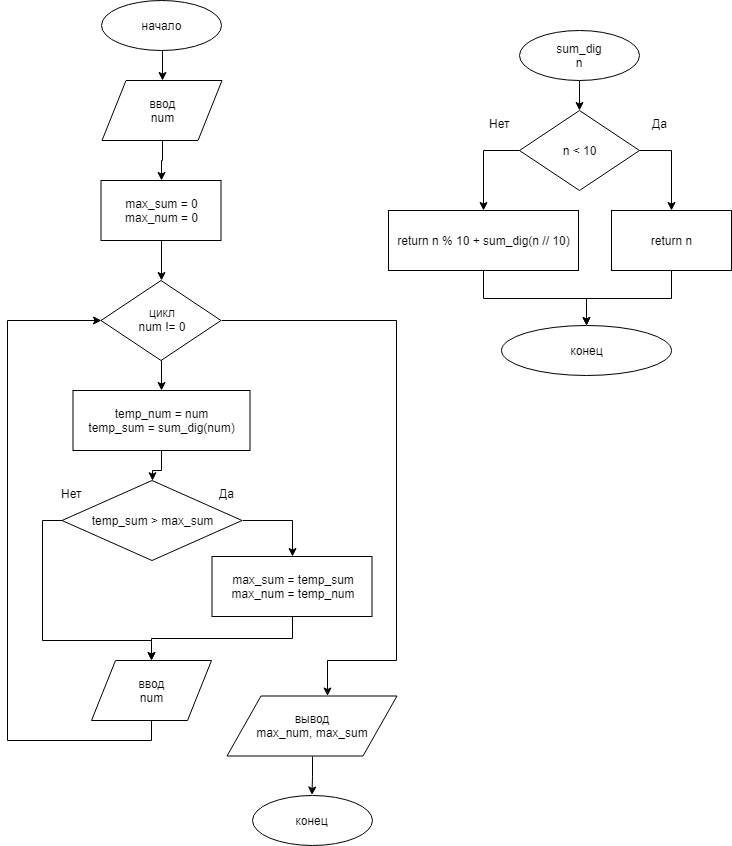 начало
ввод
num
max_sum = 0
max_num = 0
цикл
num != 0
temp_num = num
temp_sum = sum_dig(num)
Нет
Да
temp_sum > max_sum
max_sum = temp_sum
max_num = temp_num
ввод
num
вывод
max_num, max_sum
конец
sum_dig
n
Нет
Да
n < 10
return n % 10 + sum_dig(n // 10)
return n
конец